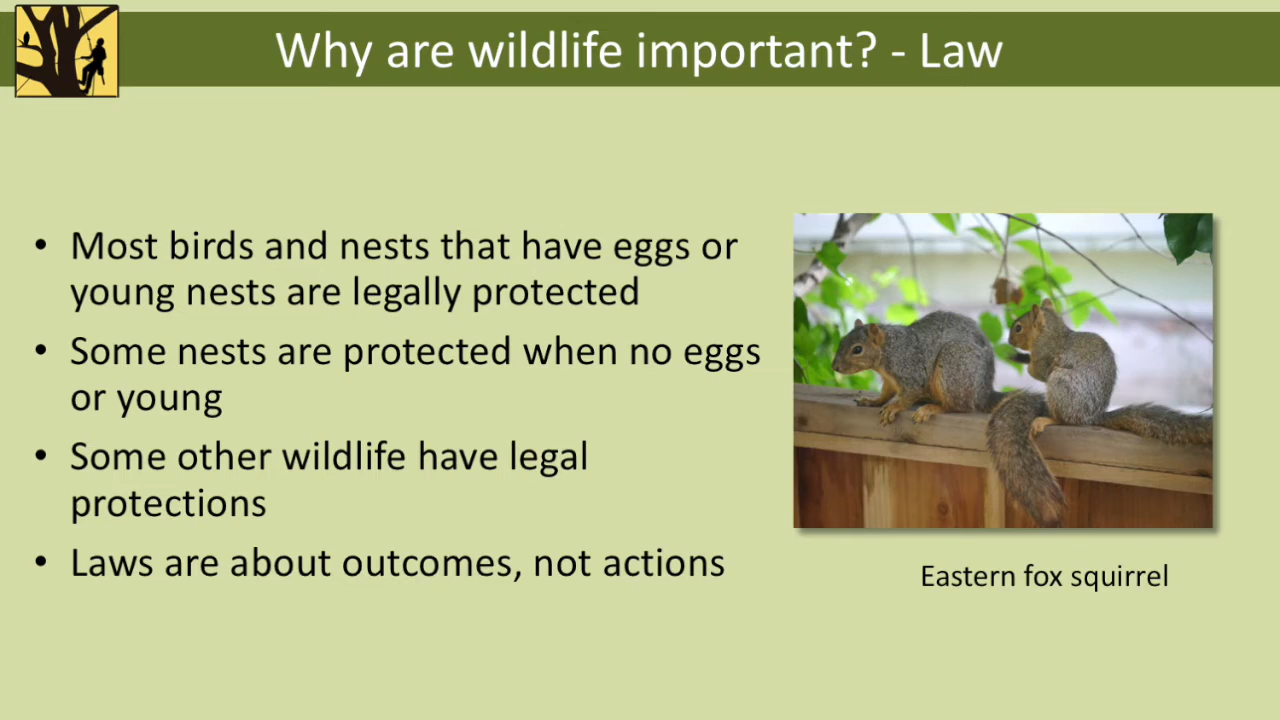 Why are wildlife important? - Law
• Most birds and nests that have eggs or
young nests are legally protected
• Some nests are protected when no eggs
or young
• Some other wildlife have legal
protections
• Laws are about outcomes, not actions
Eastern fox squirrel